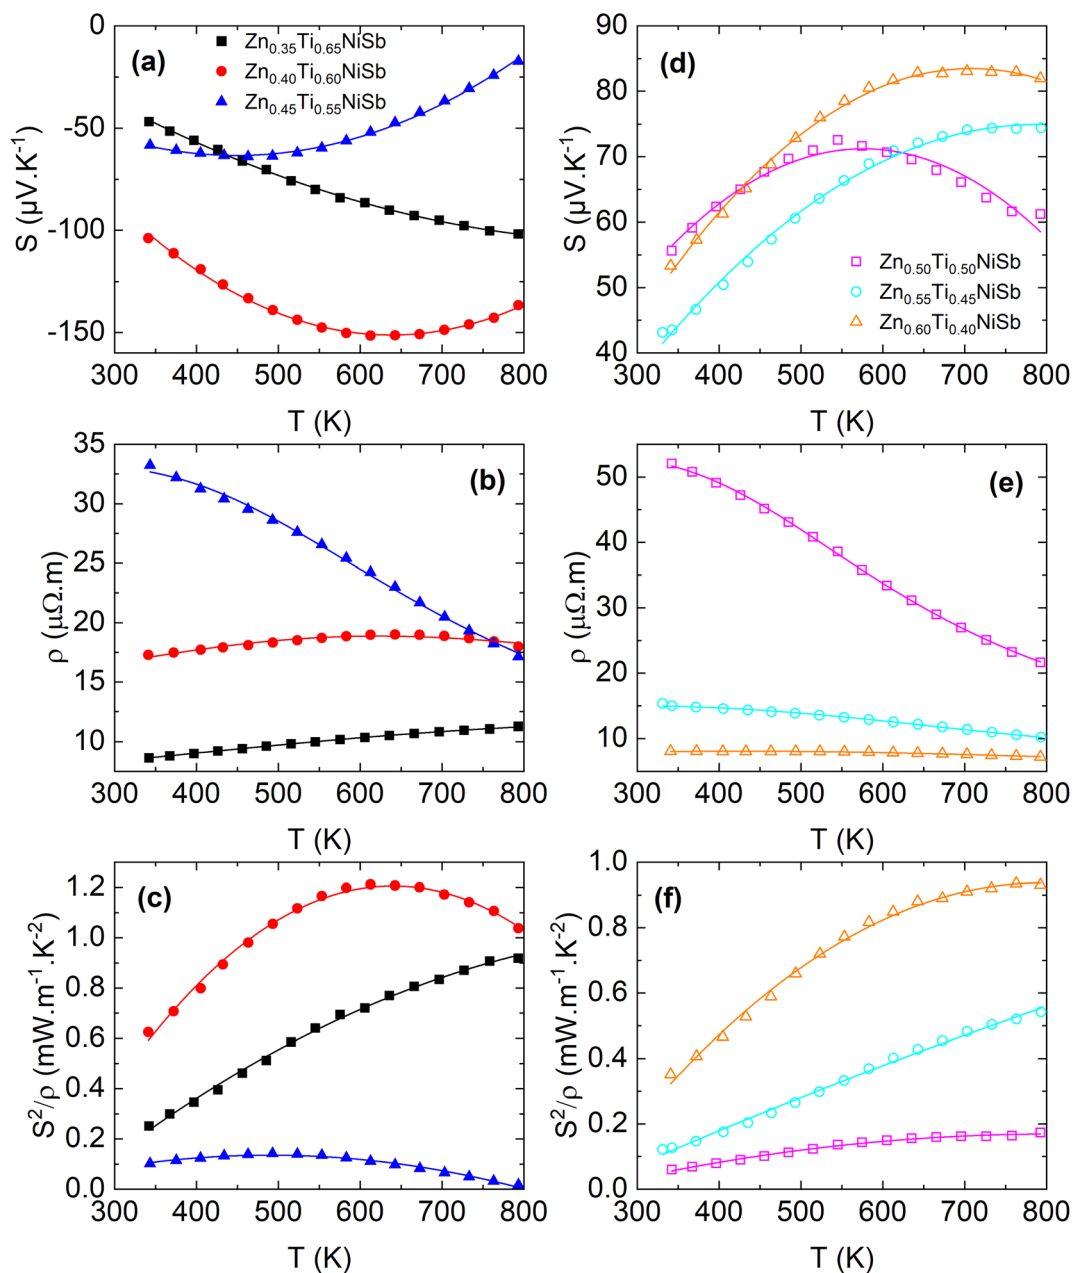 (a)
Zn0.35Ti0.65NiSb
Zn0.40Ti0.60NiSb
Zn0.45Ti0.55NiSb
0
-50
-100
-150
S (µV.K-1)
300 400 500 600 700 800
T (K)
(d)
90
80
70
60
50
40
S (µV.K-1)
Zn0.50Ti0.50NiSb
Zn0.55Ti0.45NiSb
Zn0.60Ti0.40NiSb
300 400 500 600 700 800
T (K)
(b)
35
30
25
20
15
10
ρ (µΩ.m)
300 400 500 600 700 800
T (K)
(e)
50
40
30
20
10
ρ (µΩ.m)
300 400 500 600 700 800
T (K)
(c)
1.2
1.0
0.8
0.6
0.4
0.2
0.0
S2/ρ (mW.m-1.K-2)
300 400 500 600 700 800
T (K)
(f)
1.0
0.8
0.6
0.4
0.2
0.0
S2/ρ (mW.m-1.K-2)
300 400 500 600 700 800
T (K)